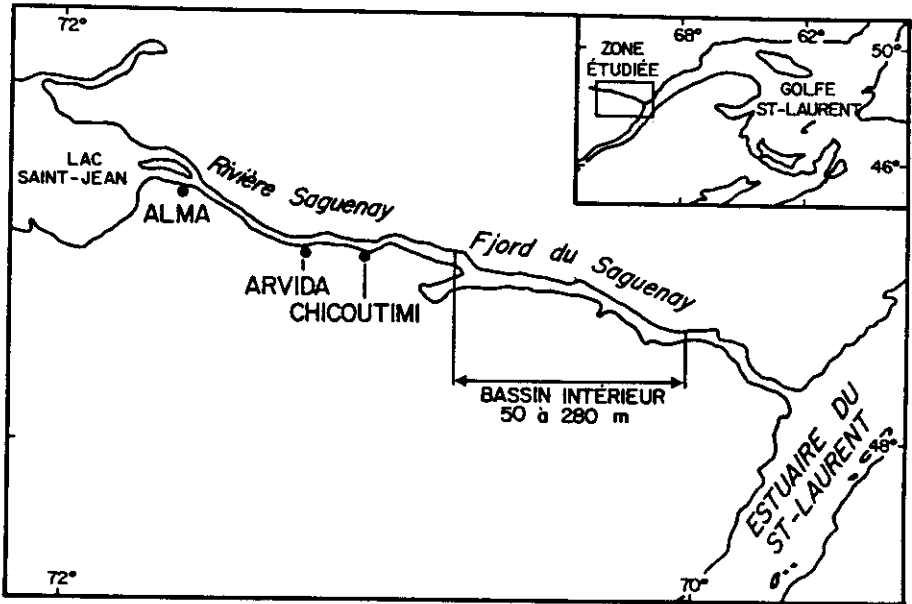 72°
68°
62°
50°
ZONE
ÉTUDIÉE
GOLFE
ST-LAURENT
46°
LAC
SAINT-JEAN
Rivière Saguenay
ALMA
ARVIDA
CHICOUTIMI
Fjord du Saguenay
BASSIN INTÉRIEUR
50 à 280 m
ESTUAIRE DU
ST-LAURENT
48°
72°
70°